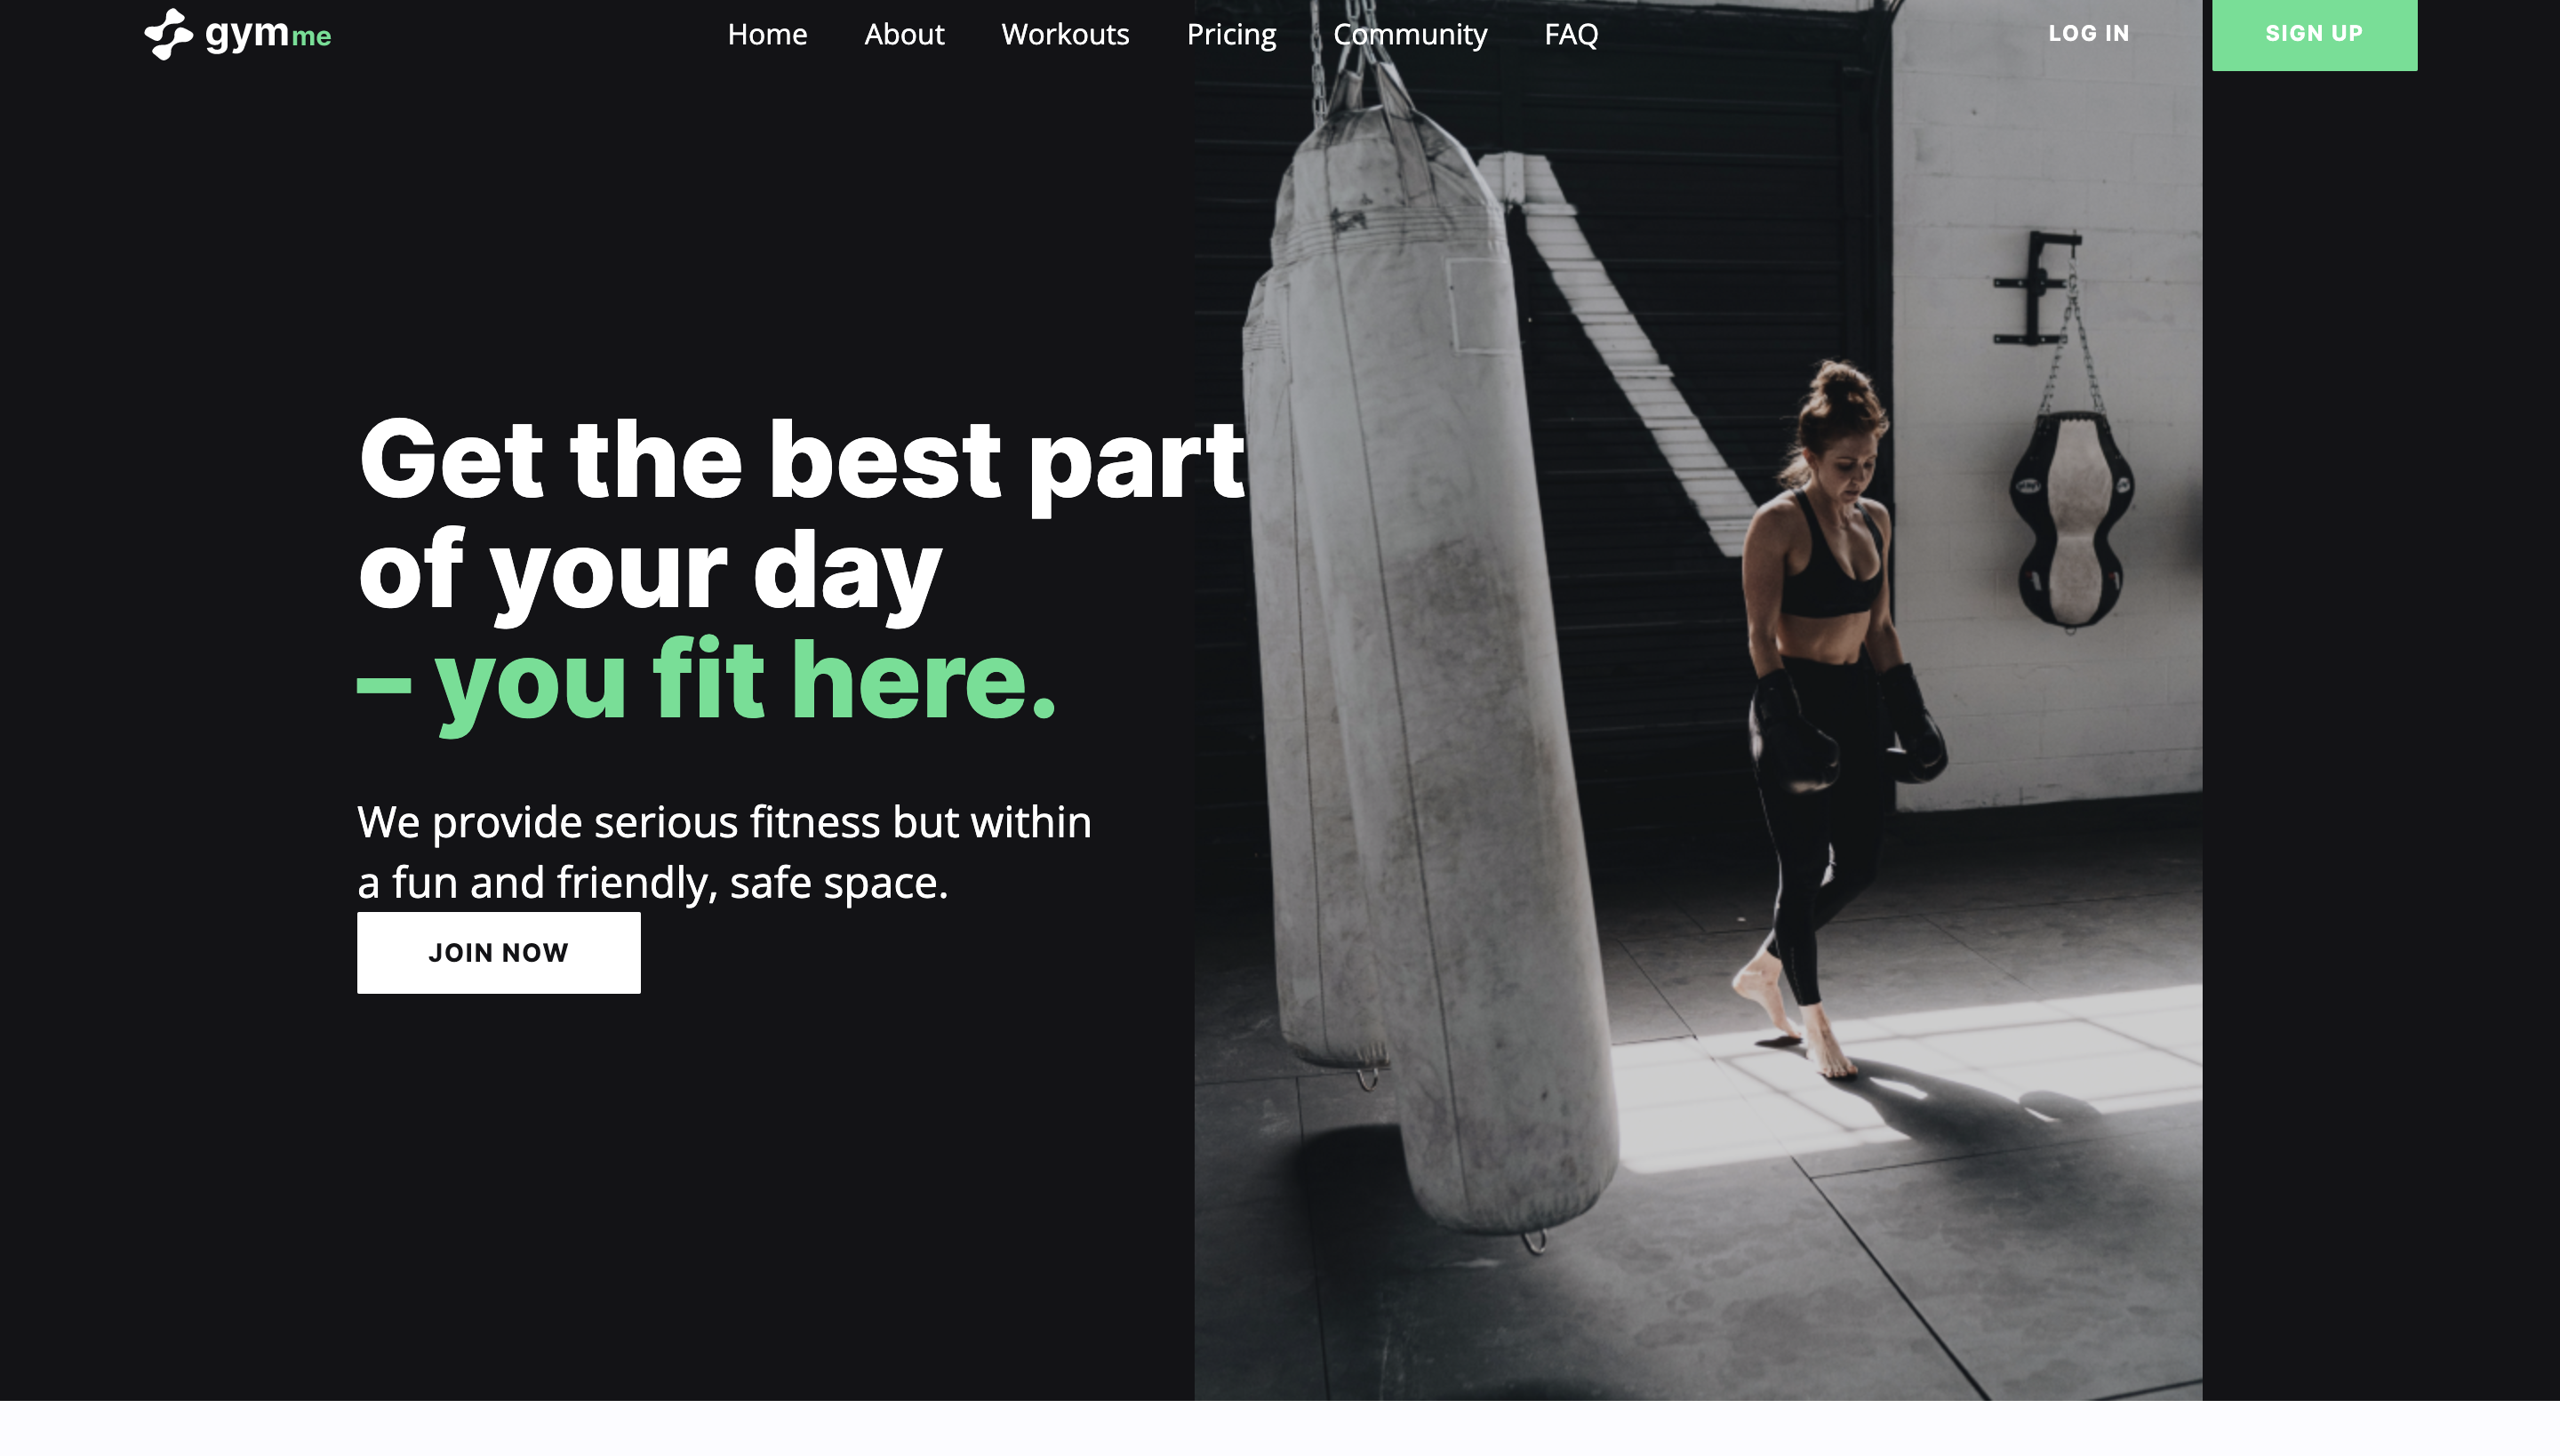 gymme
Home About Workouts Pricing Community FAQ
LOG IN
SIGN UP
Get the best part
of your day
– you fit here.
We provide serious fitness but within
a fun and friendly, safe space.
JOIN NOW